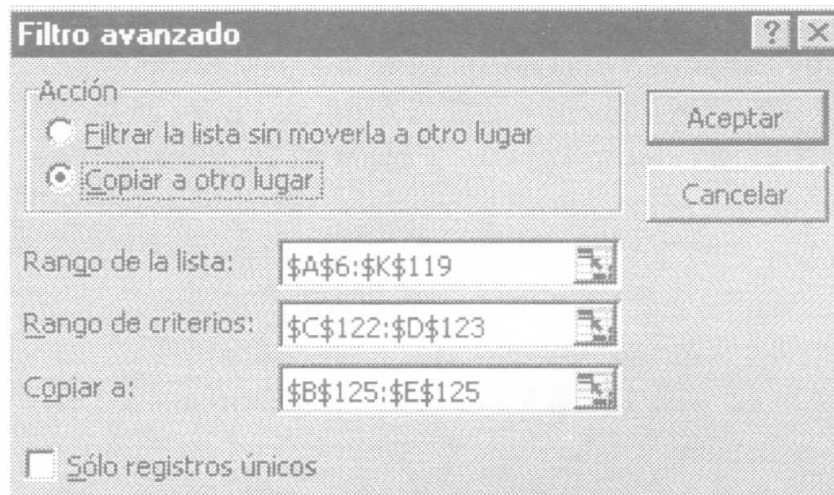 Filtro avanzado
Acción
Filtrar la lista sin moverla a otro lugar
Copiar a otro lugar
Aceptar
Cancelar
Rango de la lista: $A$6:$K$119
Rango de criterios: $C$122:$D$123
Copiar a: $B$125:$E$125
Sólo registros únicos